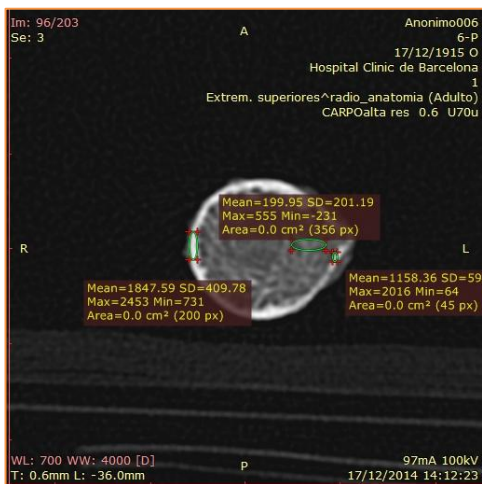 Im: 96/203
Se: 3
A
Anonimo006
6-P
17/12/1915 O
Hospital Clinic de Barcelona
1
Extrem. superiores^radio_anatomia (Adulto)
CARPOalta res 0.6 U70u
Mean=199.95 SD=201.19
Max=555 Min=-231
Area=0.0 cm² (356 px)
R
L
Mean=1847.59 SD=409.78
Max=2453 Min=731
Area=0.0 cm² (200 px)
Mean=1158.36 SD=59
Max=2016 Min=64
Area=0.0 cm² (45 px)
WL: 700 WW: 4000 [D]
T: 0.6mm L: -36.0mm
P
97mA 100kV
17/12/2014 14:12:23